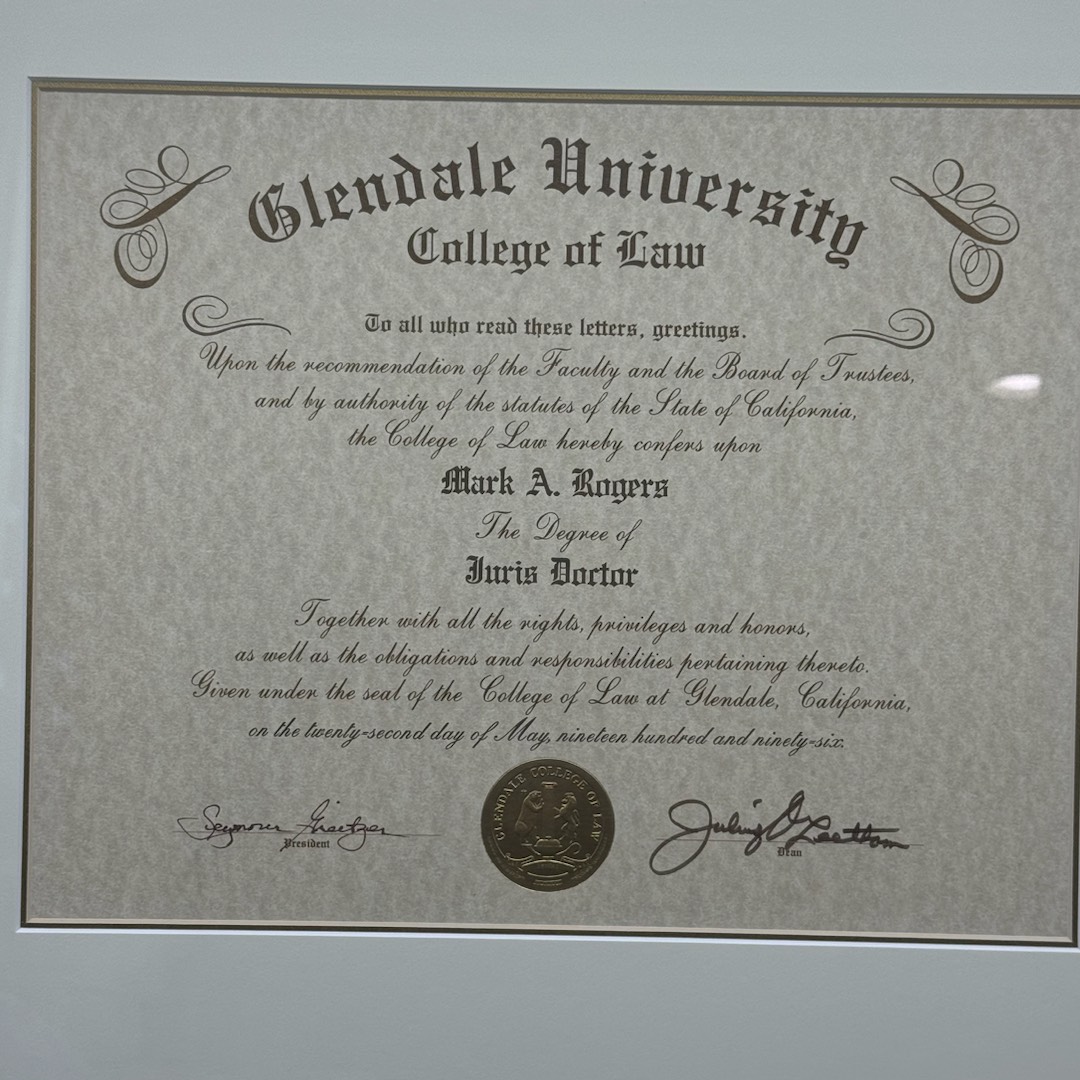 Glendale University
College of Law
To all who read these letters, greetings.
Upon the recommendation of the Faculty and the Board of Trustees,
and by authority of the statutes of the State of California,
the College of Law hereby confers upon
Mark A. Rogers
The Degree of
Juris Doctor
Together with all the rights, privileges and honors,
as well as the obligations and responsibilities pertaining thereto.
Given under the seal of the College of Law at Glendale, California,
on the twenty-second day of May, nineteen hundred and ninety-six.
GLENDALE COLLEGE OF LAW
Seymour Greitzer
President
Dean